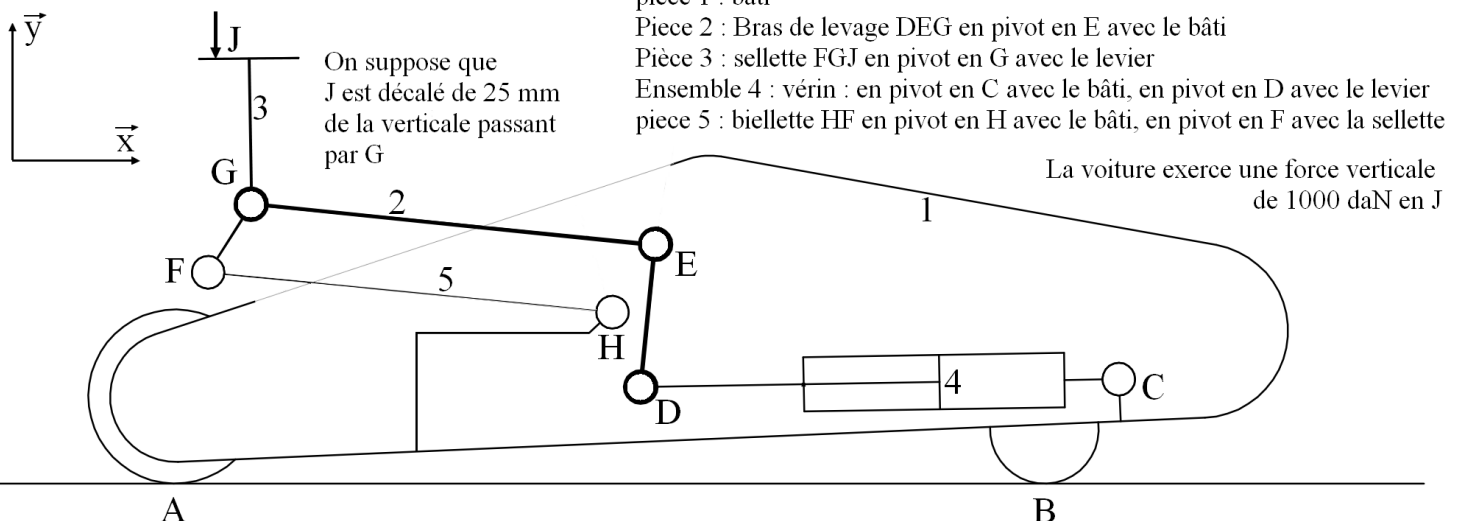 pièce 1 : bâti
Piece 2 : Bras de levage DEG en pivot en E avec le bâti
Pièce 3 : sellette FGJ en pivot en G avec le levier
Ensemble 4 : vérin : en pivot en C avec le bâti, en pivot en D avec le levier
piece 5 : biellette HF en pivot en H avec le bâti, en pivot en F avec la sellette
La voiture exerce une force verticale
de 1000 daN en J
y
x
J
On suppose que
J est décalé de 25 mm
de la verticale passant
par G
3
G
2
1
E
F
5
H
D
4
C
A
B